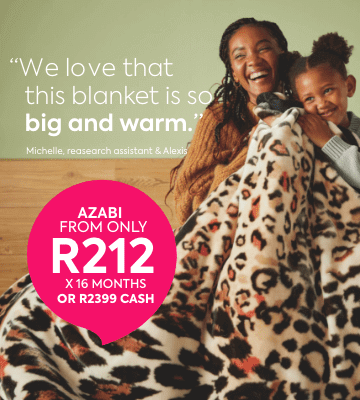 “We love that
this blanket is so
big and warm.”
Michelle, reasearch assistant & Alexis
AZABI
FROM ONLY
R212
X 16 MONTHS
OR R2399 CASH